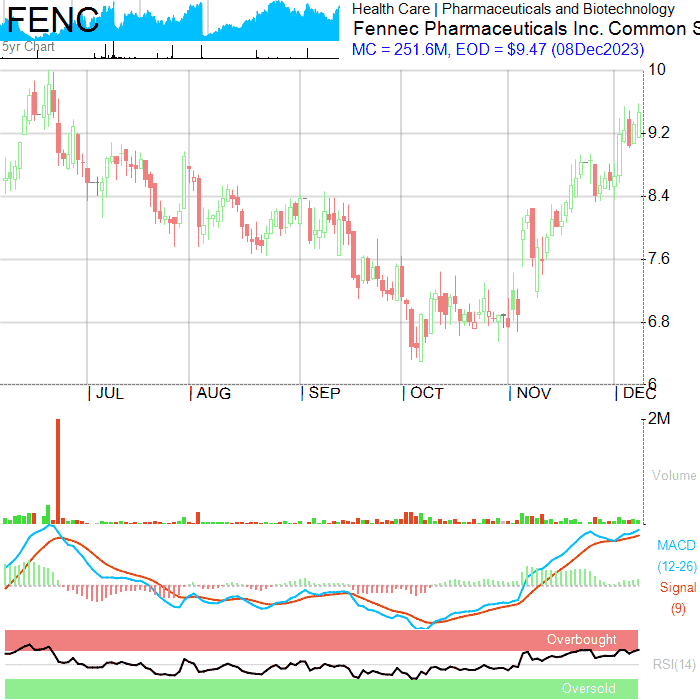 FENC
5yr Chart
Health Care | Pharmaceuticals and Biotechnology
Fennec Pharmaceuticals Inc. Common S
MC = 251.6M, EOD = $9.47 (08Dec2023)
10
9.2
8.4
7.6
6.8
6
JUL AUG SEP OCT NOV DEC
2M
Volume
MACD
(12-26)
Signal
(9)
Overbought
RSI(14)
Oversold